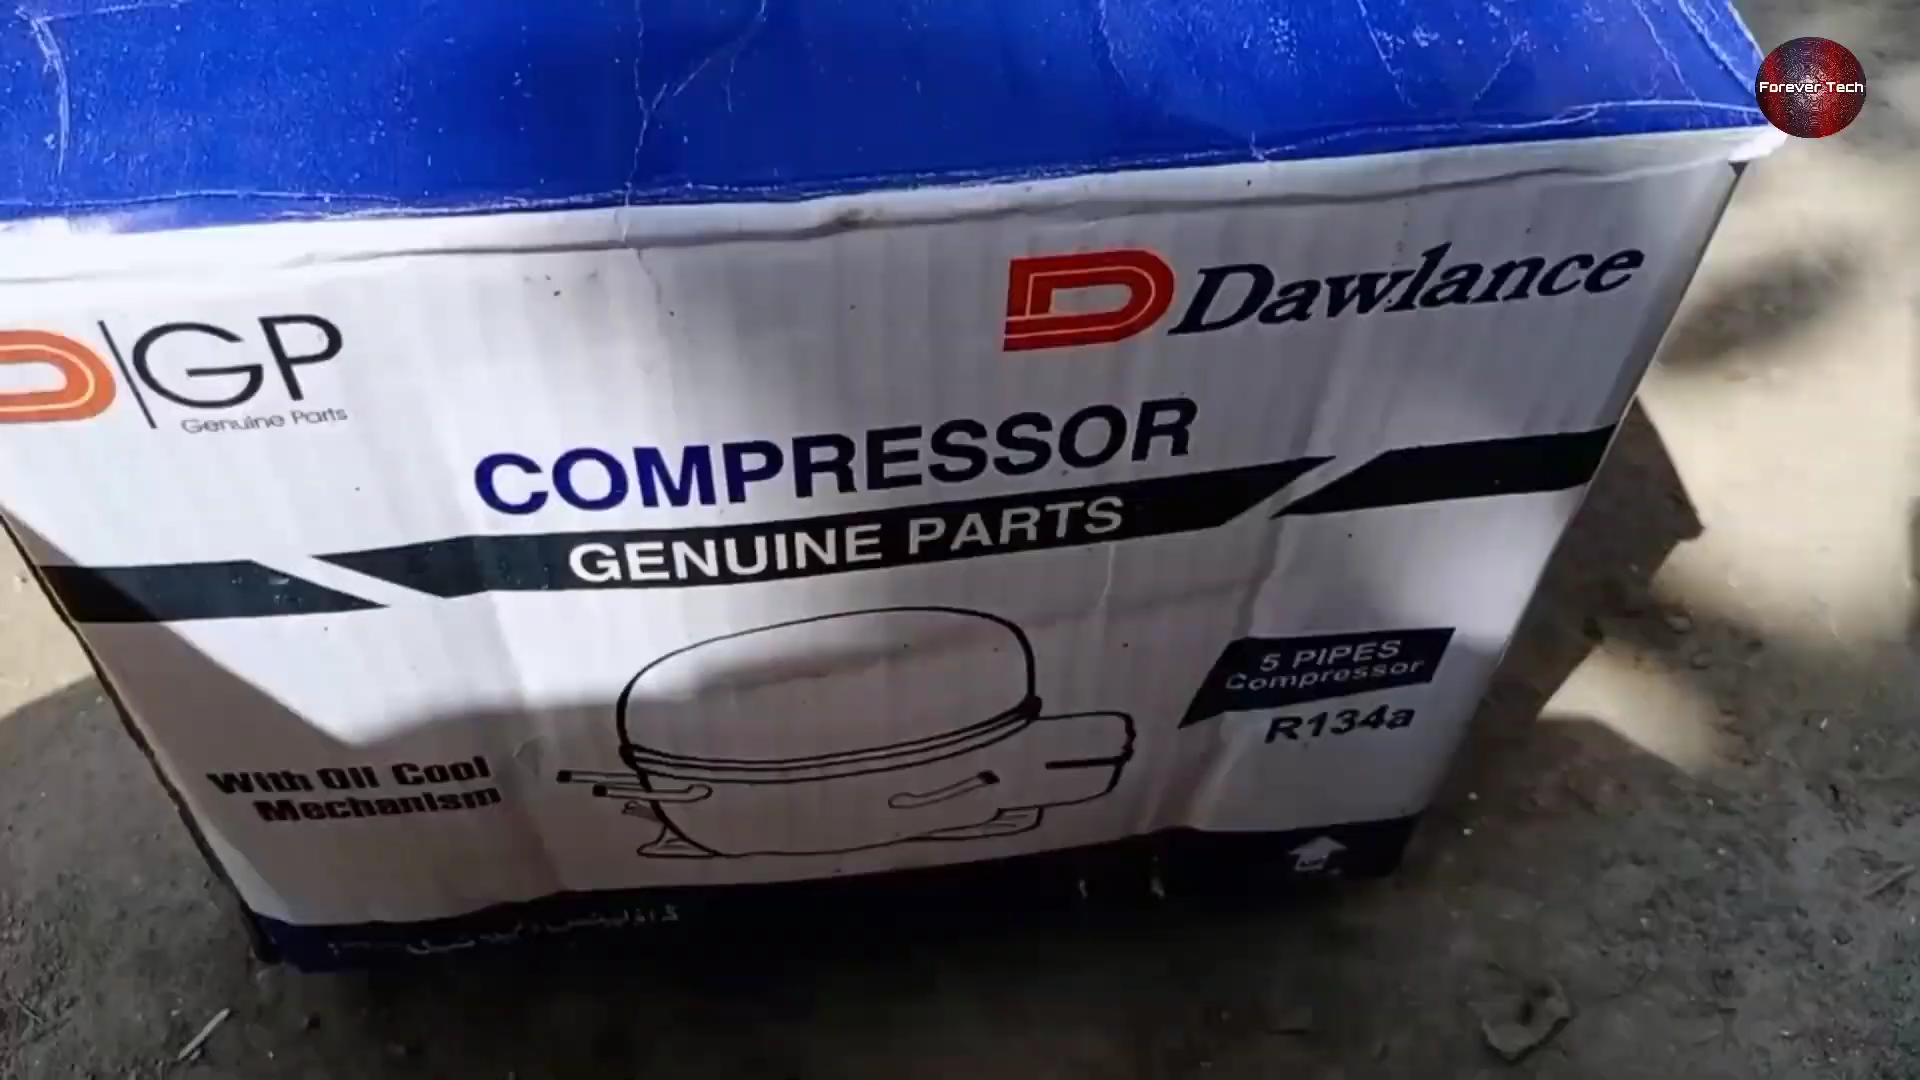 Forever Tech
Dawlance
GP
Genuine Parts
COMPRESSOR
GENUINE PARTS
5 PIPES
Compressor
R134a
With Oil Cool
Mechanism